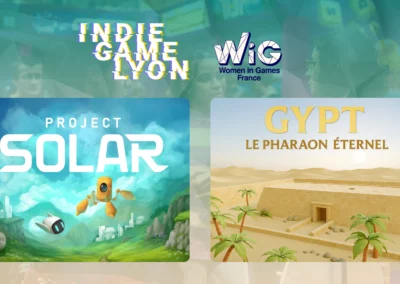 INDIE
GAME
LYON
WiG
Women in Games
France
PROJECT
SOLAR
GYPT
LE PHARAON ÉTERNEL